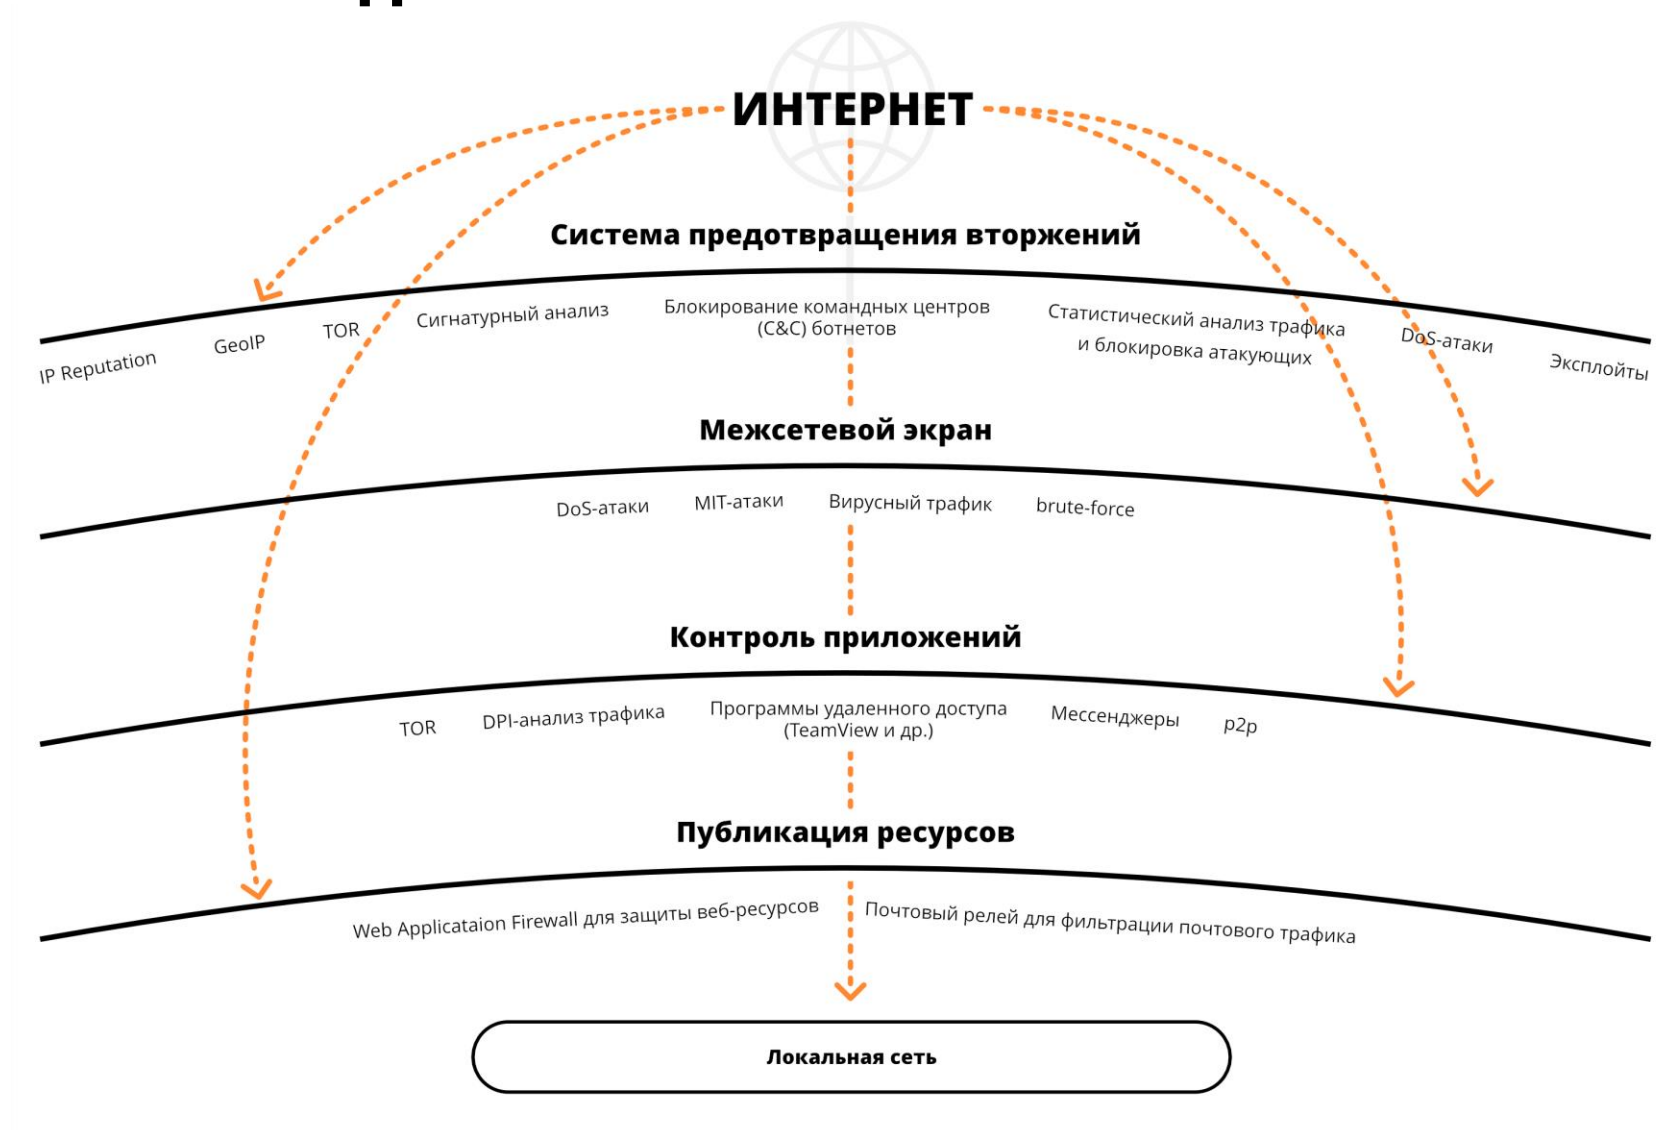 ИНТЕРНЕТ
Система предотвращения вторжений
IP Reputation
GeoIP
TOR
Сигнатурный анализ
Блокирование командных центров
(C&C) ботнетов
Статистический анализ трафика
и блокировка атакующих
DoS-атаки
Эксплойты
Межсетевой экран
DoS-атаки
MIT-атаки
Вирусный трафик
brute-force
Контроль приложений
TOR
DPI-анализ трафика
Программы удаленного доступа
(TeamView и др.)
Мессенджеры
p2p
Публикация ресурсов
Web Applicataion Firewall для защиты веб-ресурсов
Почтовый релей для фильтрации почтового трафика
Локальная сеть